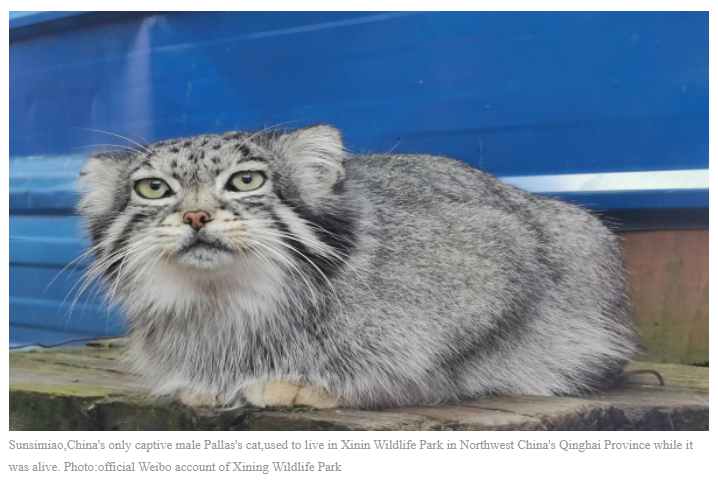 Sunsimiao,China's only captive male Pallas's cat,used to live in Xinin Wildlife Park in Northwest China's Qinghai Province while it
was alive. Photo:official Weibo account of Xining Wildlife Park